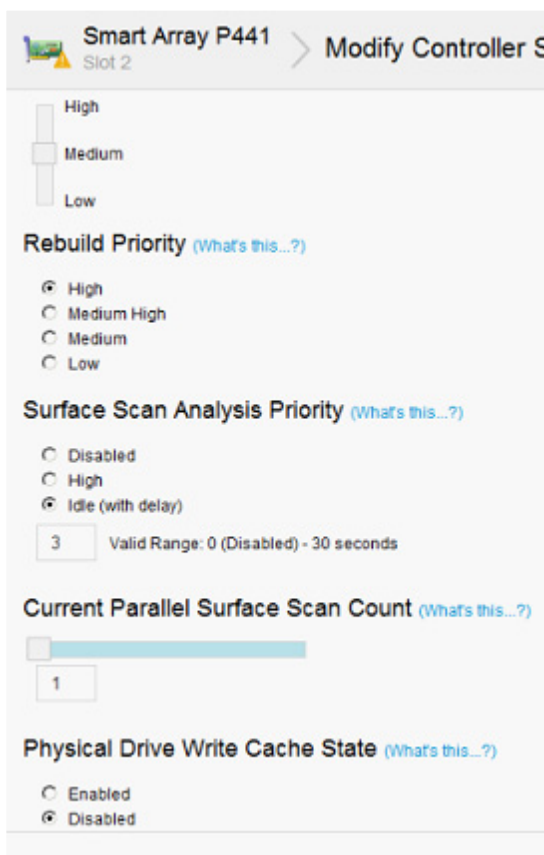 Smart Array P441
Slot 2
Modify Controller S
High
Medium
Low
Rebuild Priority (What's this...?)
High
Medium High
Medium
Low
Surface Scan Analysis Priority (What's this...?)
Disabled
High
Idle (with delay)
3 Valid Range: 0 (Disabled) - 30 seconds
Current Parallel Surface Scan Count (What's this...?)
1
Physical Drive Write Cache State (What's this...?)
Enabled
Disabled